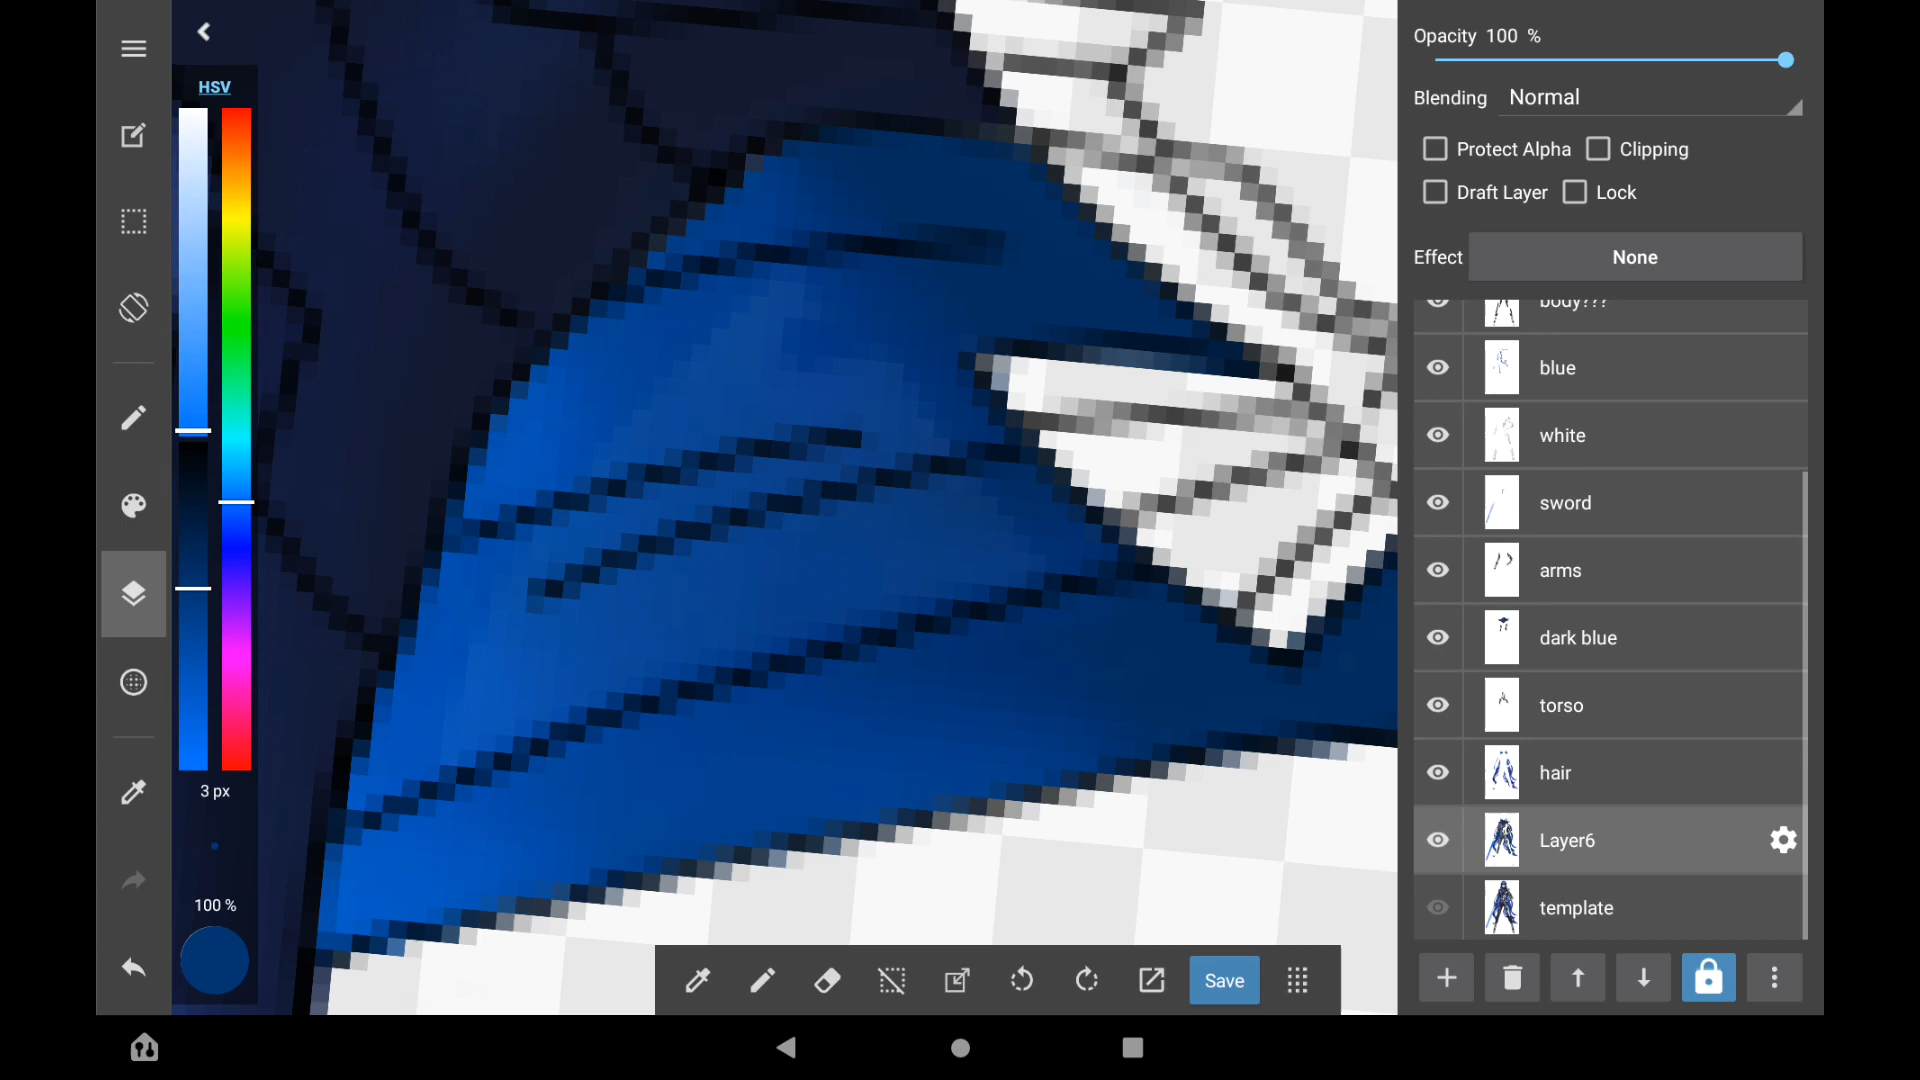 HSV
3 px
100 %
Save
Opacity 100 %
Blending Normal
Protect Alpha Clipping
Draft Layer Lock
Effect None
body???
blue
white
sword
arms
dark blue
torso
hair
Layer6
template